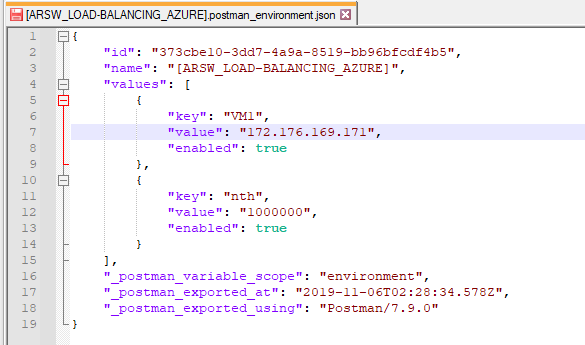 [ARSW_LOAD-BALANCING_AZURE].postman_environment.json
1 {
2 "id": "373cbe10-3dd7-4a9a-8519-bb96bfcdf4b5",
3 "name": "[ARSW_LOAD-BALANCING_AZURE]",
4 "values": [
5 {
6 "key": "VM1",
7 "value": "172.176.169.171",
8 "enabled": true
9 },
10 {
11 "key": "nth",
12 "value": "1000000",
13 "enabled": true
14 }
15 ],
16 "_postman_variable_scope": "environment",
17 "_postman_exported_at": "2019-11-06T02:28:34.578Z",
18 "_postman_exported_using": "Postman/7.9.0"
19 }